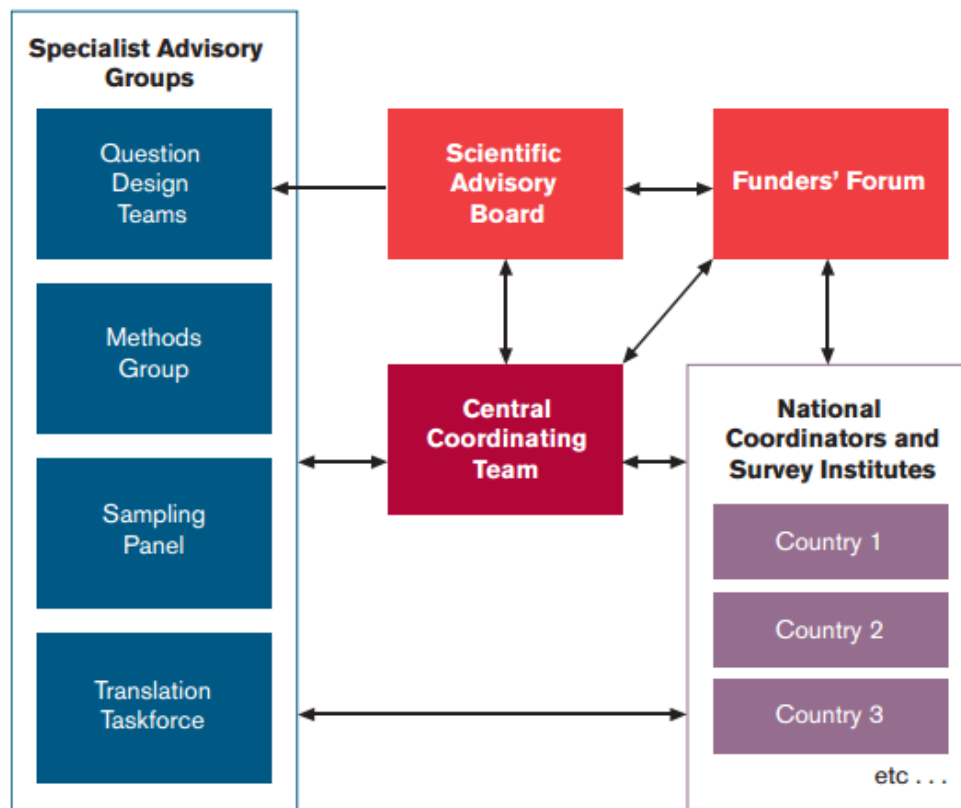 Specialist Advisory
Groups
Question
Design
Teams
Methods
Group
Sampling
Panel
Translation
Taskforce
Scientific
Advisory
Board
Funders’ Forum
Central
Coordinating
Team
National
Coordinators and
Survey Institutes
Country 1
Country 2
Country 3
etc . . .